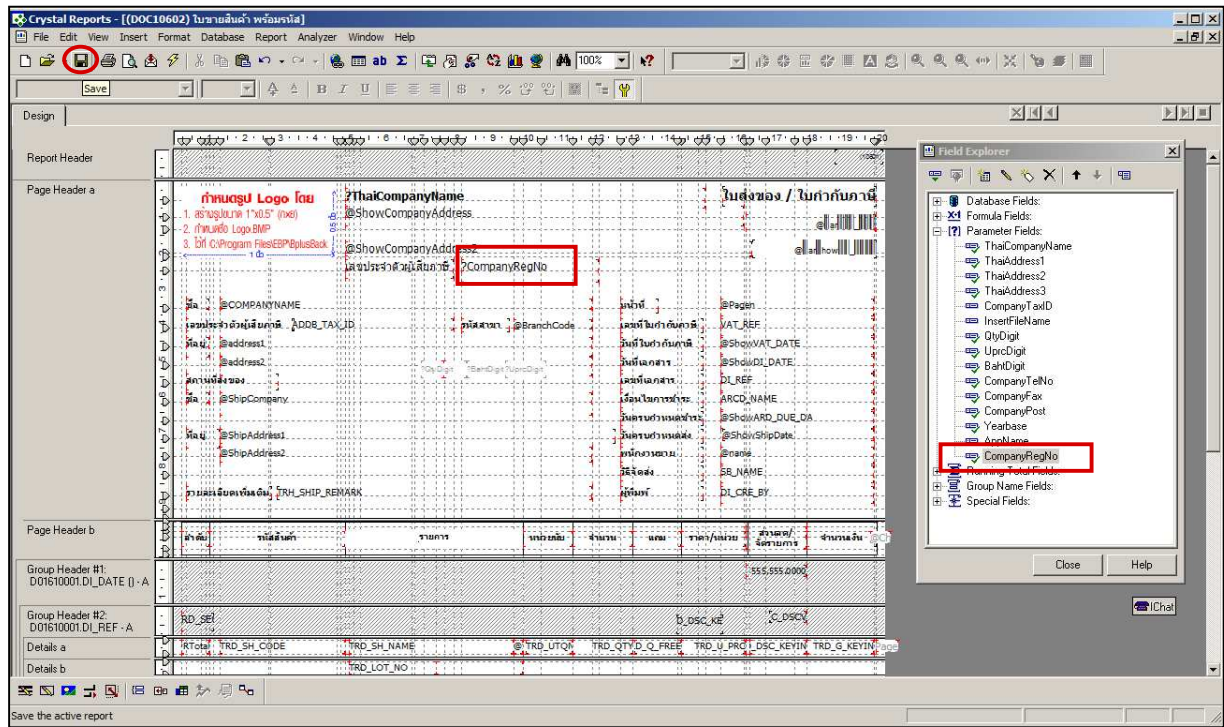 Crystal Reports - [(DOC10602) ใบขายสินค้า พร้อมรหัส]
File Edit View Insert Format Database Report Analyzer Window Help
100%
Save
Design
Report Header
Page Header a
กำหนดรูป Logo โดย
1. สร้างรูปขนาด 1"x0.5" (กxย)
2. กำหนดชื่อ Logo.BMP
3. ไว้ที่ C:\Program Files\EBP\BplusBack
1 นิ้ว
?ThaiCompanyName
@ShowCompanyAddress
@ShowCompanyAddress2
เลขประจำตัวผู้เสียภาษี ?CompanyRegNo
ใบส่งของ / ใบกำกับภาษี
ชื่อ @COMPANYNAME หน้าที่ @Pagen
เลขประจำตัวผู้เสียภาษี ADDB_TAX_ID รหัสสาขา @BranchCode เลขที่ใบกำกับภาษี VAT_REF
ที่อยู่ @address1 วันที่ใบกำกับภาษี @ShowVAT_DATE
@address2 ?QtyDigit ?BahtDigit ?UprcDigit วันที่เอกสาร @ShowDI_DATE
สถานที่ส่งของ เลขที่เอกสาร DI_REF
ชื่อ @ShipCompany เงื่อนไขการชำระ ARCD_NAME
วันครบกำหนดชำระ @ShowARD_DUE_DA
ที่อยู่ @ShipAddress1 วันครบกำหนดส่ง @ShowShipDate
@ShipAddress2 พนักงานขาย @name
วิธีจัดส่ง SB_NAME
รายละเอียดเพิ่มเติม TRH_SHIP_REMARK ผู้พิมพ์ DI_CRE_BY
Page Header b
ลำดับ รหัสสินค้า รายการ หน่วยนับ จำนวน แถม ราคา/หน่วย ส่วนลด/จัดรายการ จำนวนเงิน
Group Header #1:
D01610001.DI_DATE () - A
555,555.0000
Group Header #2:
D01610001.DI_REF - A
Details a
RTotal TRD_SH_CODE TRD_SH_NAME TRD_UTQN TRD_QTY D_Q_FREE TRD_U_PRC DSC_KEYIN TRD_G_KEYIN
Details b
TRD_LOT_NO
Field Explorer
Database Fields:
Formula Fields:
Parameter Fields:
ThaiCompanyName
ThaiAddress1
ThaiAddress2
ThaiAddress3
CompanyTaxID
InsertFileName
QtyDigit
UprcDigit
BahtDigit
CompanyTelNo
CompanyFax
CompanyPost
Yearbase
AppName
CompanyRegNo
Running Total Fields:
Group Name Fields:
Special Fields:
Close Help
IChat
Save the active report